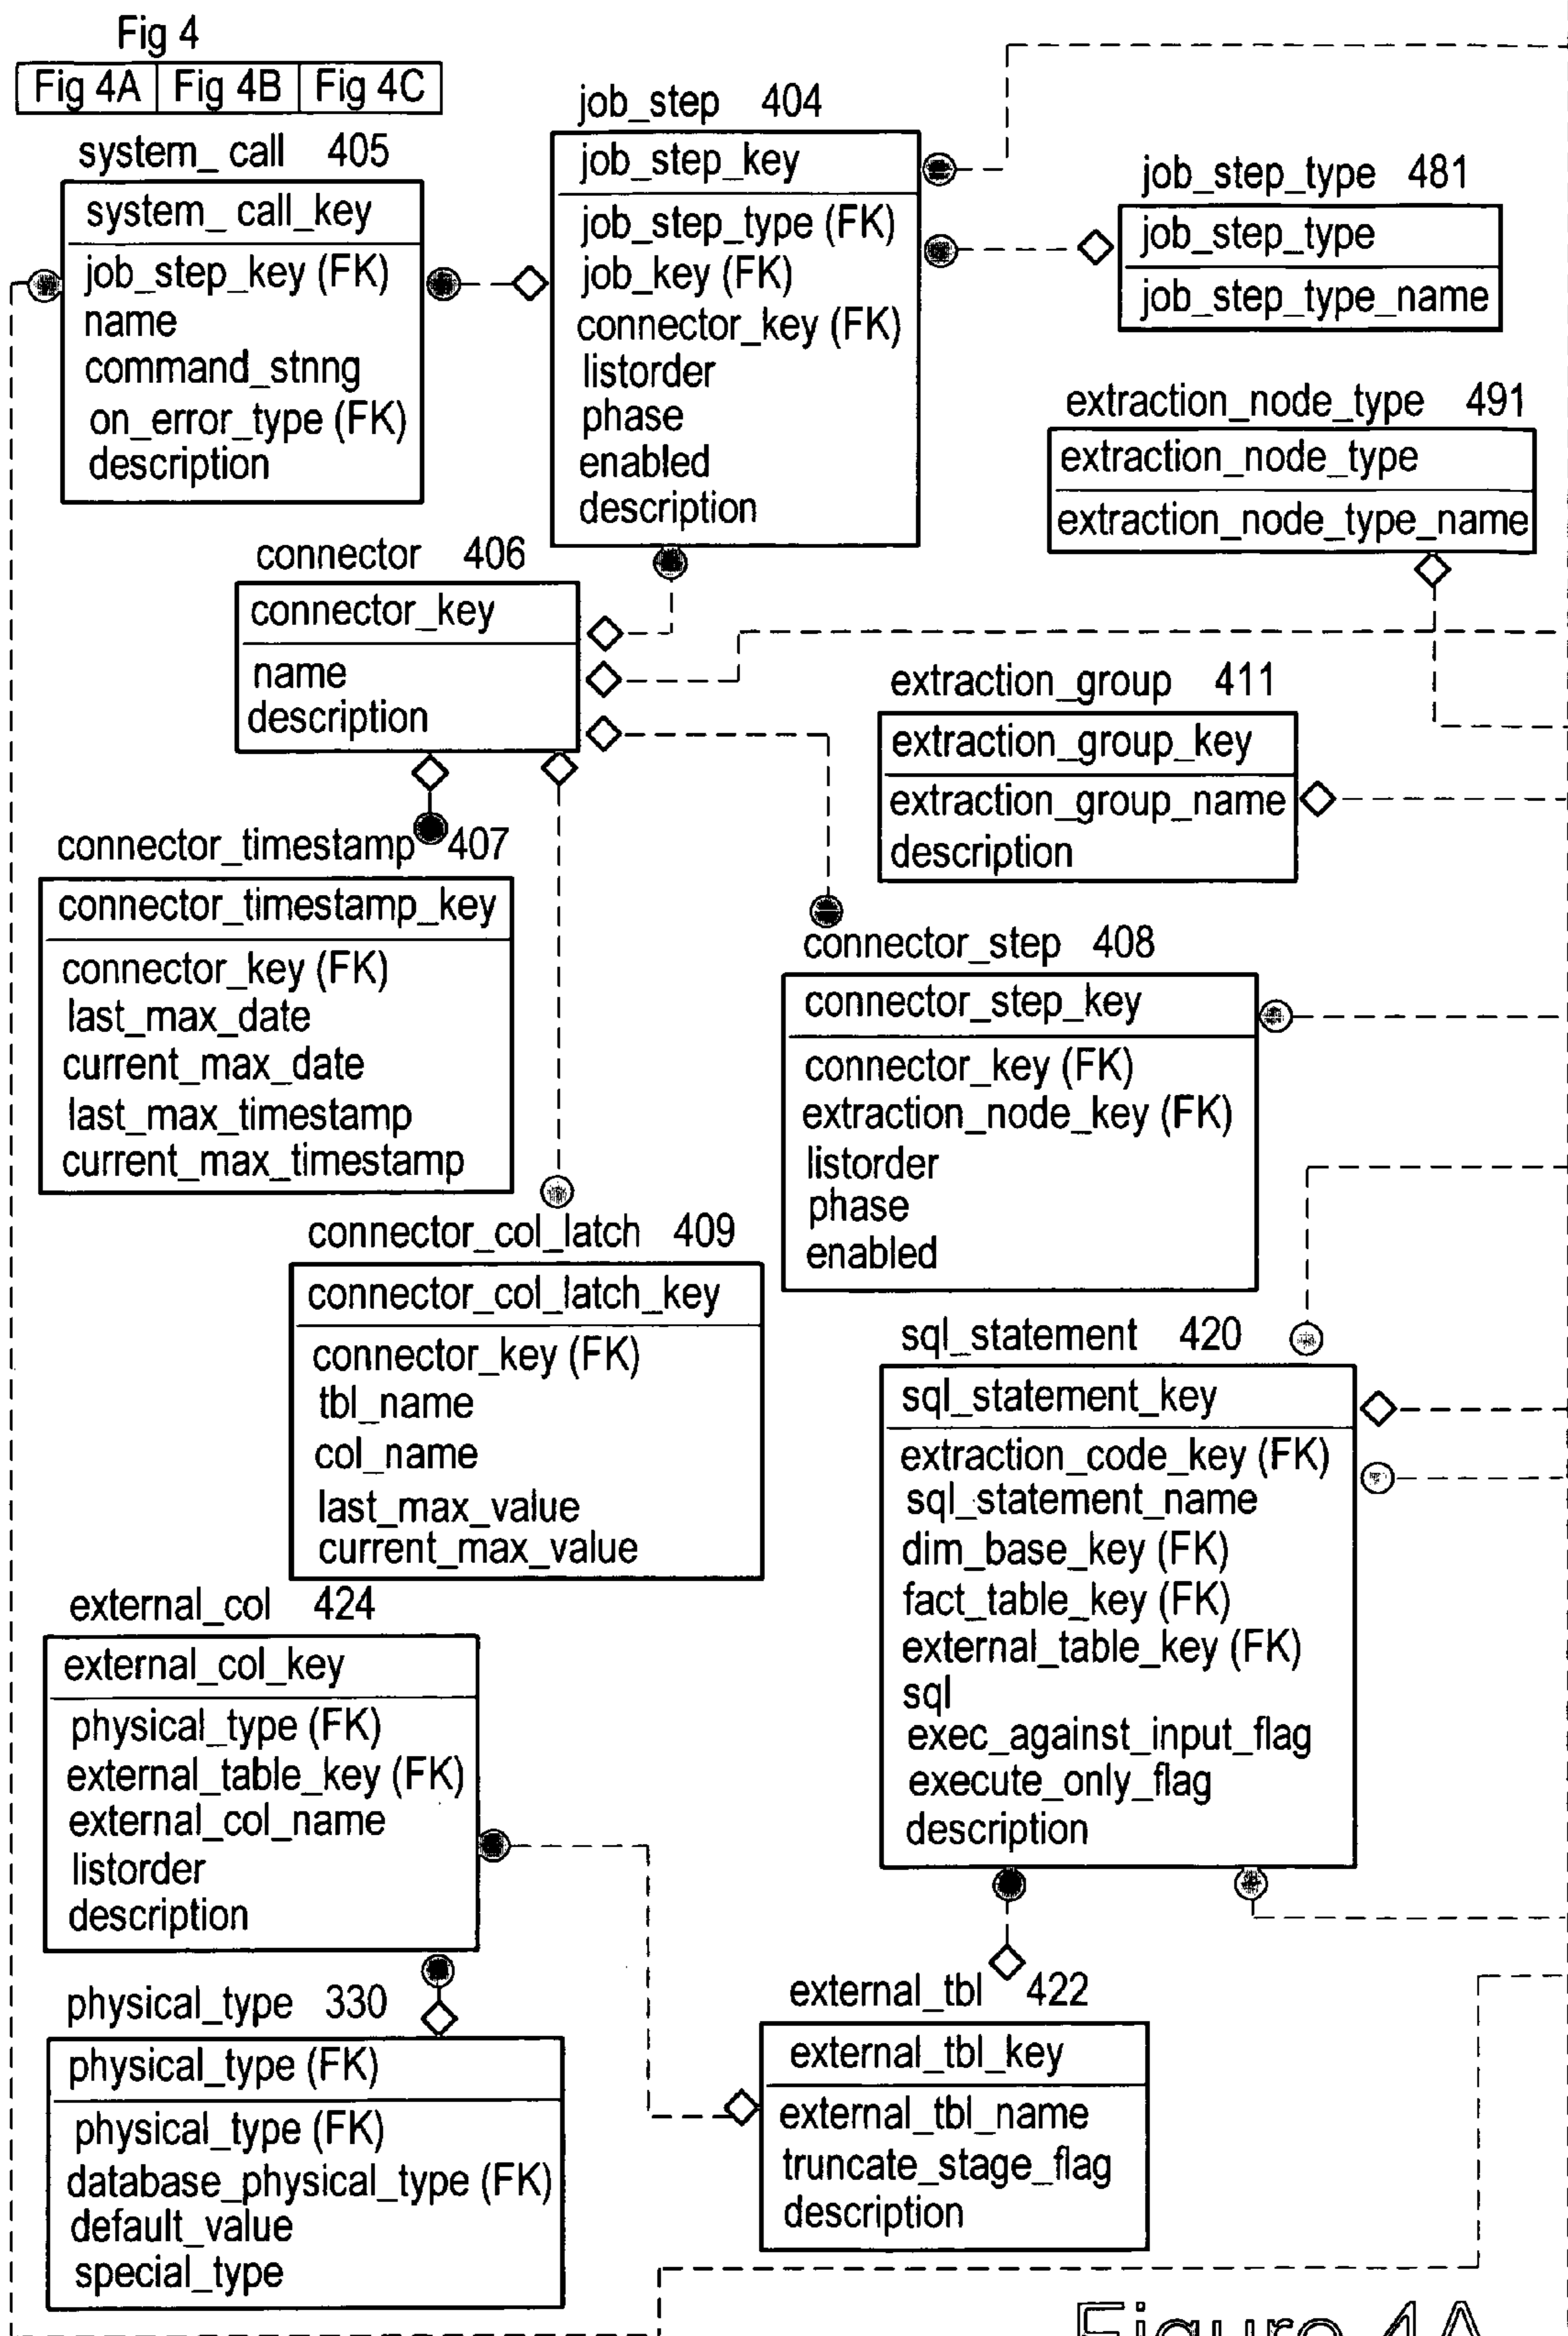 Fig 4
Fig 4A Fig 4B Fig 4C
system_ call 405
system_ call_key
job_step_key (FK)
name
command_stnng
on_error_type (FK)
description
job_step 404
job_step_key
job_step_type (FK)
job_key (FK)
connector_key (FK)
listorder
phase
enabled
description
job_step_type 481
job_step_type
job_step_type_name
extraction_node_type 491
extraction_node_type
extraction_node_type_name
connector 406
connector_key
name
description
extraction_group 411
extraction_group_key
extraction_group_name
description
connector_timestamp 407
connector_timestamp_key
connector_key (FK)
last_max_date
current_max_date
last_max_timestamp
current_max_timestamp
connector_step 408
connector_step_key
connector_key (FK)
extraction_node_key (FK)
listorder
phase
enabled
connector_col_latch 409
connector_col_latch_key
connector_key (FK)
tbl_name
col_name
last_max_value
current_max_value
sql_statement 420
sql_statement_key
extraction_code_key (FK)
sql_statement_name
dim_base_key (FK)
fact_table_key (FK)
external_table_key (FK)
sql
exec_against_input_flag
execute_only_flag
description
external_col 424
external_col_key
physical_type (FK)
external_table_key (FK)
external_col_name
listorder
description
physical_type 330
physical_type (FK)
physical_type (FK)
database_physical_type (FK)
default_value
special_type
external_tbl 422
external_tbl_key
external_tbl_name
truncate_stage_flag
description
Figure 4A